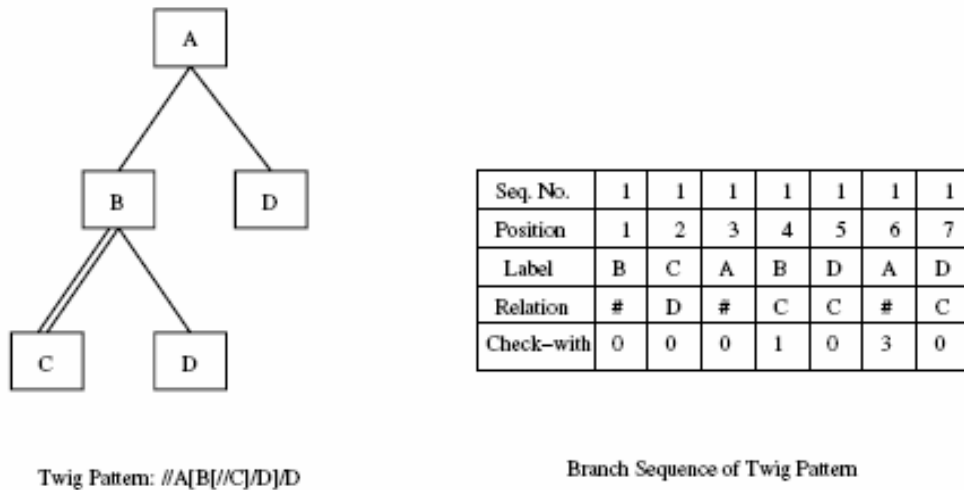 A
B D
C D
Seq. No. 1 1 1 1 1 1 1
Position 1 2 3 4 5 6 7
Label B C A B D A D
Relation # D # C C # C
Check-with 0 0 0 1 0 3 0
Twig Pattern: //A[B[//C]/D]/D
Branch Sequence of Twig Pattern